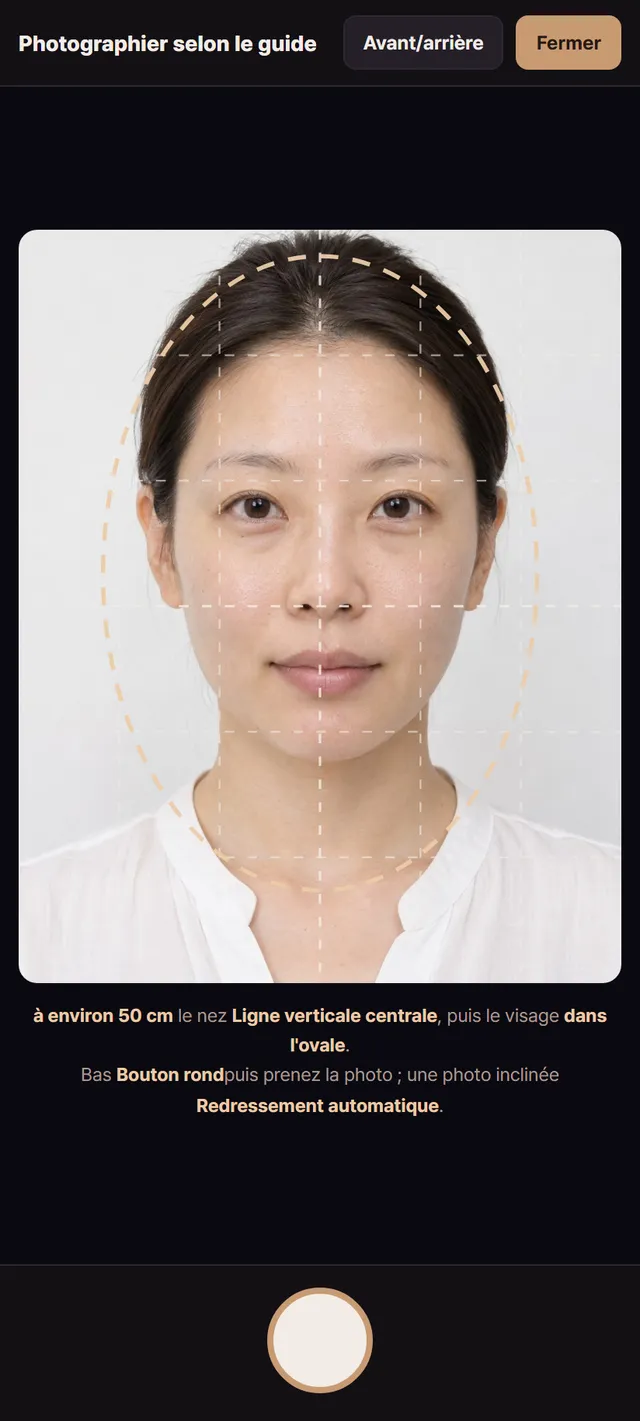 Photographier selon le guide
Avant/arrière
Fermer
à environ 50 cm le nez Ligne verticale centrale, puis le visage dans
l'ovale.
Bas Bouton rondpuis prenez la photo ; une photo inclinée
Redressement automatique.